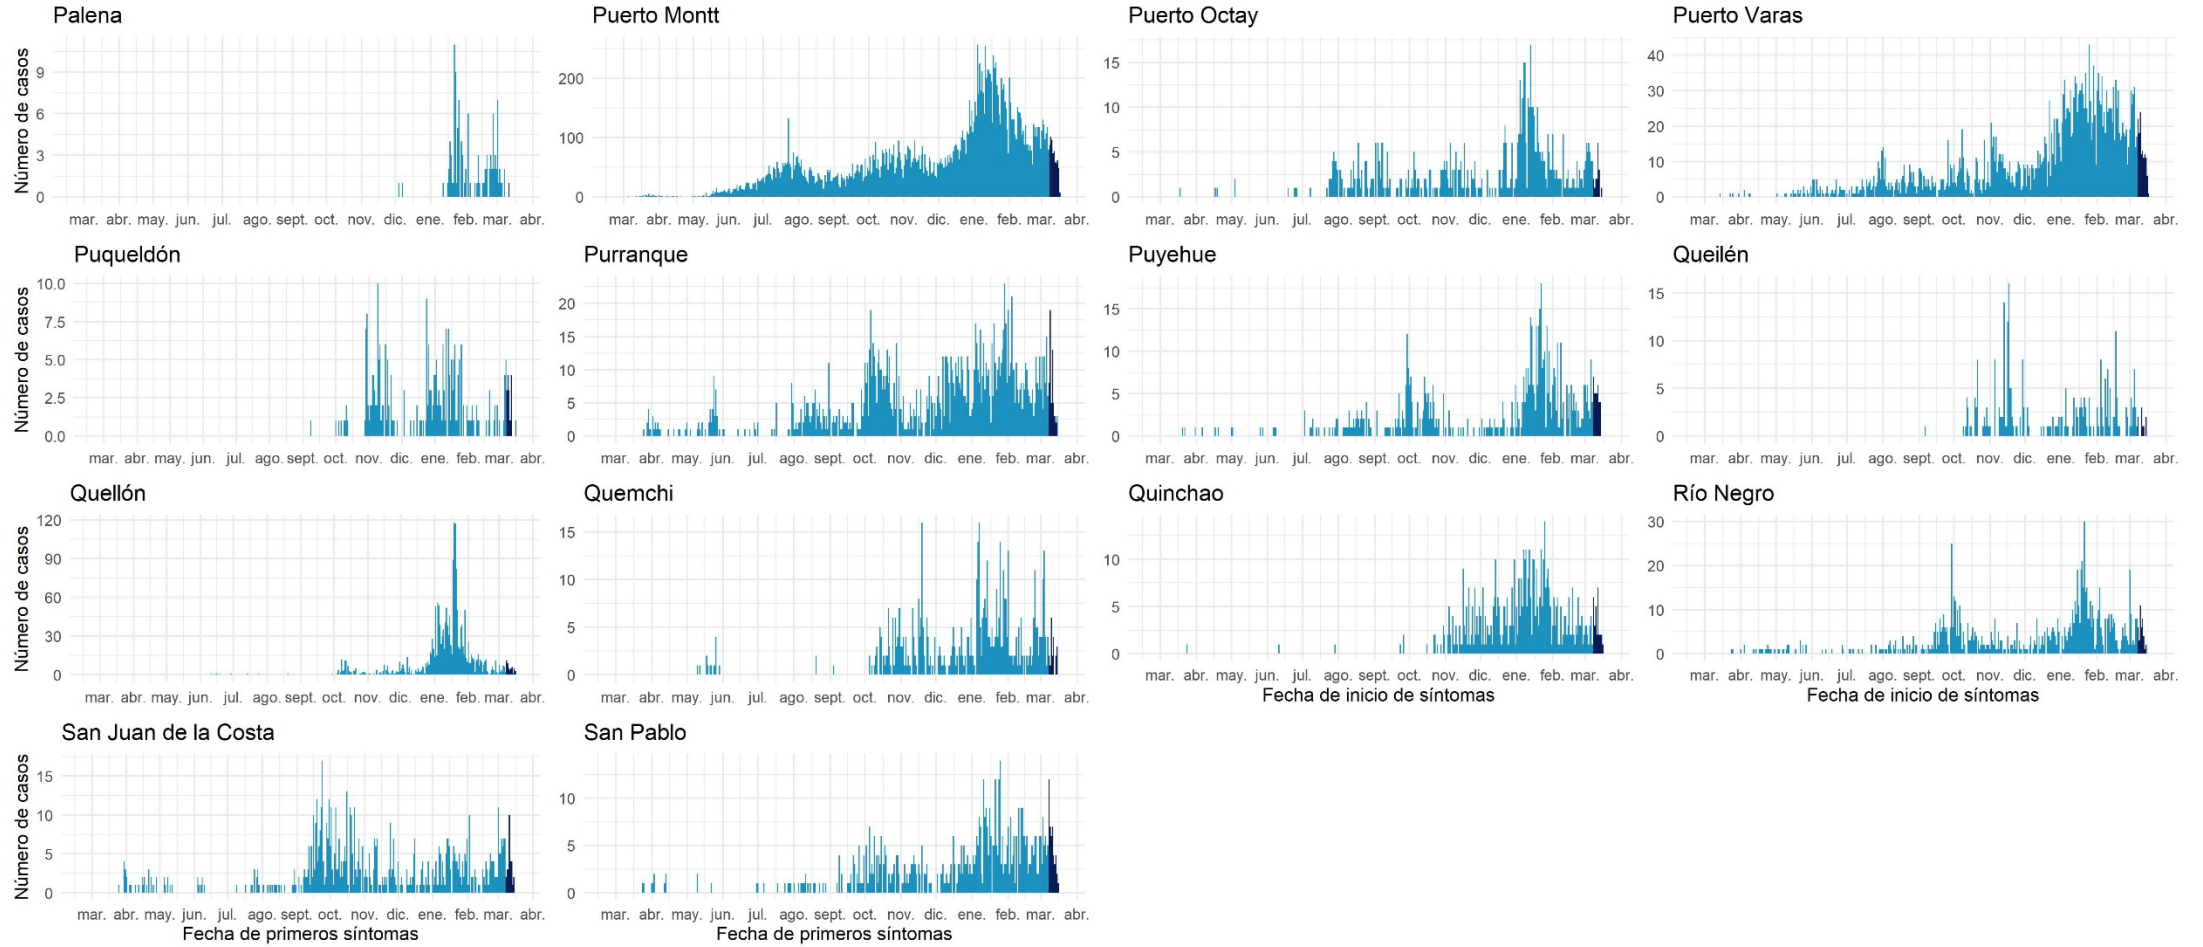 Palena
Número de casos
9
6
3
0
mar. abr. may. jun. jul. ago. sept. oct. nov. dic. ene. feb. mar. abr.
Puerto Montt
200
100
0
mar. abr. may. jun. jul. ago. sept. oct. nov. dic. ene. feb. mar. abr.
Puerto Octay
15
10
5
0
mar. abr. may. jun. jul. ago. sept. oct. nov. dic. ene. feb. mar. abr.
Puerto Varas
40
30
20
10
0
mar. abr. may. jun. jul. ago. sept. oct. nov. dic. ene. feb. mar. abr.
Puqueldón
Número de casos
10.0
7.5
5.0
2.5
0.0
mar. abr. may. jun. jul. ago. sept. oct. nov. dic. ene. feb. mar. abr.
Purranque
20
15
10
5
0
mar. abr. may. jun. jul. ago. sept. oct. nov. dic. ene. feb. mar. abr.
Puyehue
15
10
5
0
mar. abr. may. jun. jul. ago. sept. oct. nov. dic. ene. feb. mar. abr.
Queilén
15
10
5
0
mar. abr. may. jun. jul. ago. sept. oct. nov. dic. ene. feb. mar. abr.
Quellón
Número de casos
120
90
60
30
0
mar. abr. may. jun. jul. ago. sept. oct. nov. dic. ene. feb. mar. abr.
Quemchi
15
10
5
0
mar. abr. may. jun. jul. ago. sept. oct. nov. dic. ene. feb. mar. abr.
Quinchao
10
5
0
mar. abr. may. jun. jul. ago. sept. oct. nov. dic. ene. feb. mar. abr.
Fecha de inicio de síntomas
Río Negro
30
20
10
0
mar. abr. may. jun. jul. ago. sept. oct. nov. dic. ene. feb. mar. abr.
Fecha de inicio de síntomas
San Juan de la Costa
Número de casos
15
10
5
0
mar. abr. may. jun. jul. ago. sept. oct. nov. dic. ene. feb. mar. abr.
Fecha de primeros síntomas
San Pablo
10
5
0
mar. abr. may. jun. jul. ago. sept. oct. nov. dic. ene. feb. mar. abr.
Fecha de primeros síntomas